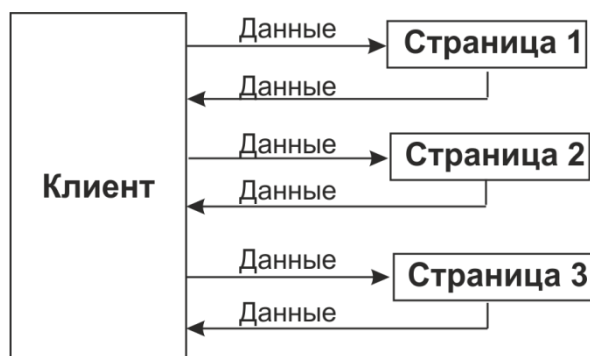 Данные
Страница 1
Данные
Данные
Страница 2
Клиент
Данные
Данные
Страница 3
Данные